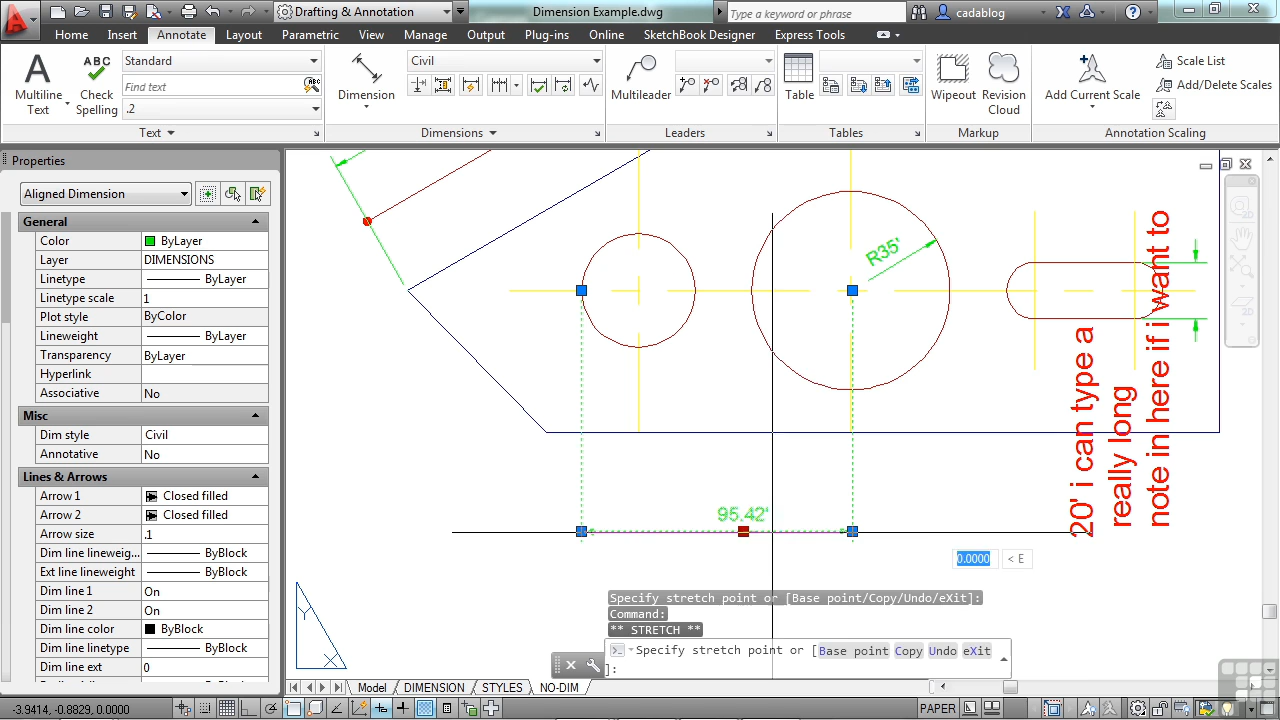 Drafting & Annotation
Dimension Example.dwg
Type a keyword or phrase
cadablog
Home Insert Annotate Layout Parametric View Manage Output Plug-ins Online SketchBook Designer Express Tools
Multiline Text
ABC
Check Spelling
Standard
Find text
.2
Text
Dimension
Civil
Dimensions
Multileader
Leaders
Table
Tables
Wipeout
Revision Cloud
Markup
Add Current Scale
Scale List
Add/Delete Scales
Annotation Scaling
Properties
Aligned Dimension
General
Color ByLayer
Layer DIMENSIONS
Linetype ByLayer
Linetype scale 1
Plot style ByColor
Lineweight ByLayer
Transparency ByLayer
Hyperlink
Associative No
Misc
Dim style Civil
Annotative No
Lines & Arrows
Arrow 1 Closed filled
Arrow 2 Closed filled
Arrow size .1
Dim line lineweig... ByBlock
Ext line lineweight ByBlock
Dim line 1 On
Dim line 2 On
Dim line color ByBlock
Dim line linetype ByBlock
Dim line ext 0
R35'
20' i can type a
really long
note in here if i want to
95.42'
0.0000 < E
Y
X
Specify stretch point or [Base point/Copy/Undo/eXit]:
Command:
** STRETCH **
Specify stretch point or [Base point Copy Undo eXit
]:
Model DIMENSION STYLES NO-DIM
-3.9414, -0.8829, 0.0000
PAPER